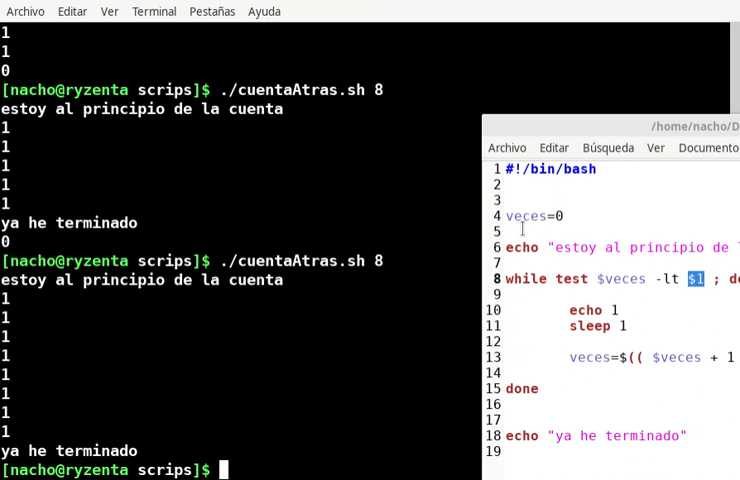 Archivo Editar Ver Terminal Pestañas Ayuda
1
1
0
[nacho@ryzenta scrips]$ ./cuentaAtras.sh 8
estoy al principio de la cuenta
1
1
1
1
1
ya he terminado
0
[nacho@ryzenta scrips]$ ./cuentaAtras.sh 8
estoy al principio de la cuenta
1
1
1
1
1
1
1
1
ya he terminado
[nacho@ryzenta scrips]$
/home/nacho/D
Archivo Editar Búsqueda Ver Documento
1 #!/bin/bash
2
3
4 veces=0
5
6 echo "estoy al principio de
7
8 while test $veces -lt $1 ; do
9
10 echo 1
11 sleep 1
12
13 veces=$(( $veces + 1
14
15 done
16
17
18 echo "ya he terminado"
19